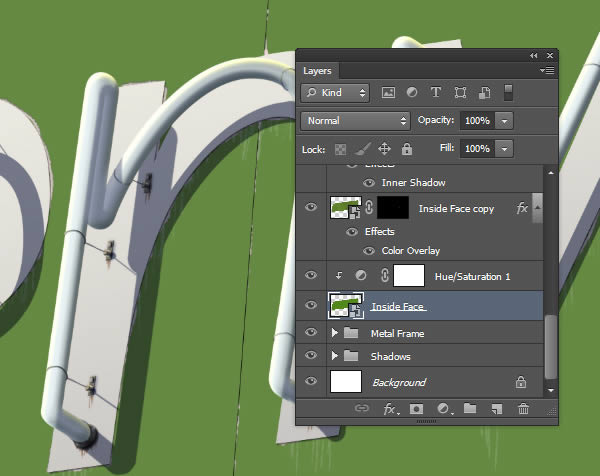 Layers
Kind
Normal Opacity: 100%
Lock: Fill: 100%
Effects
Inner Shadow
Inside Face copy fx
Effects
Color Overlay
Hue/Saturation 1
Inside Face
Metal Frame
Shadows
Background
fx